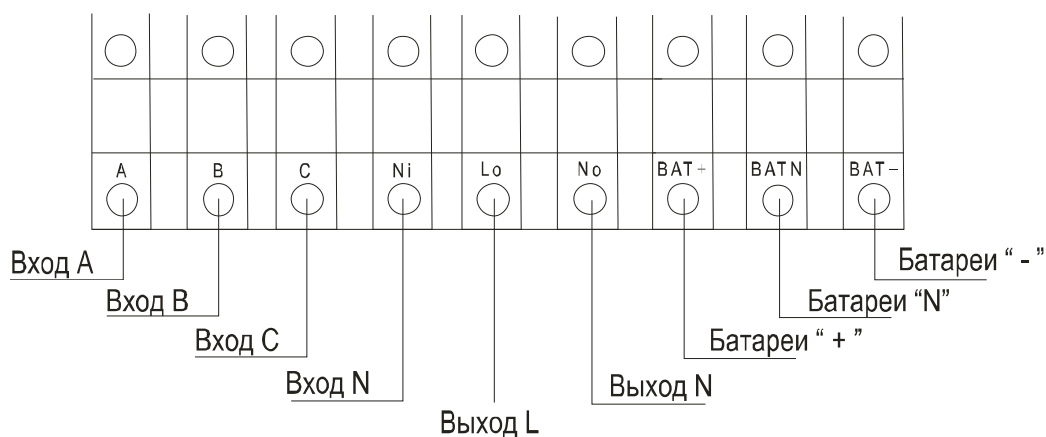 A B C Ni Lo No BAT+ BATN BAT-
Вход A
Батареи “ - ”
Вход B
Батареи “N”
Вход C
Батареи “ + ”
Вход N
Выход N
Выход L